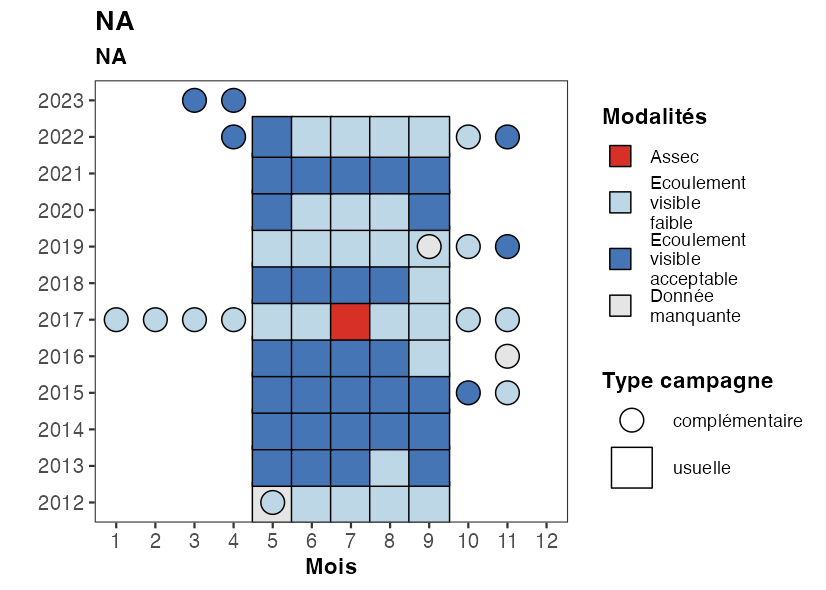 NA
NA
2023
2022
2021
2020
2019
2018
2017
2016
2015
2014
2013
2012
1 2 3 4 5 6 7 8 9 10 11 12
Mois
Modalités
Assec
Ecoulement
visible
faible
Ecoulement
visible
acceptable
Donnée
manquante
Type campagne
complémentaire
usuelle